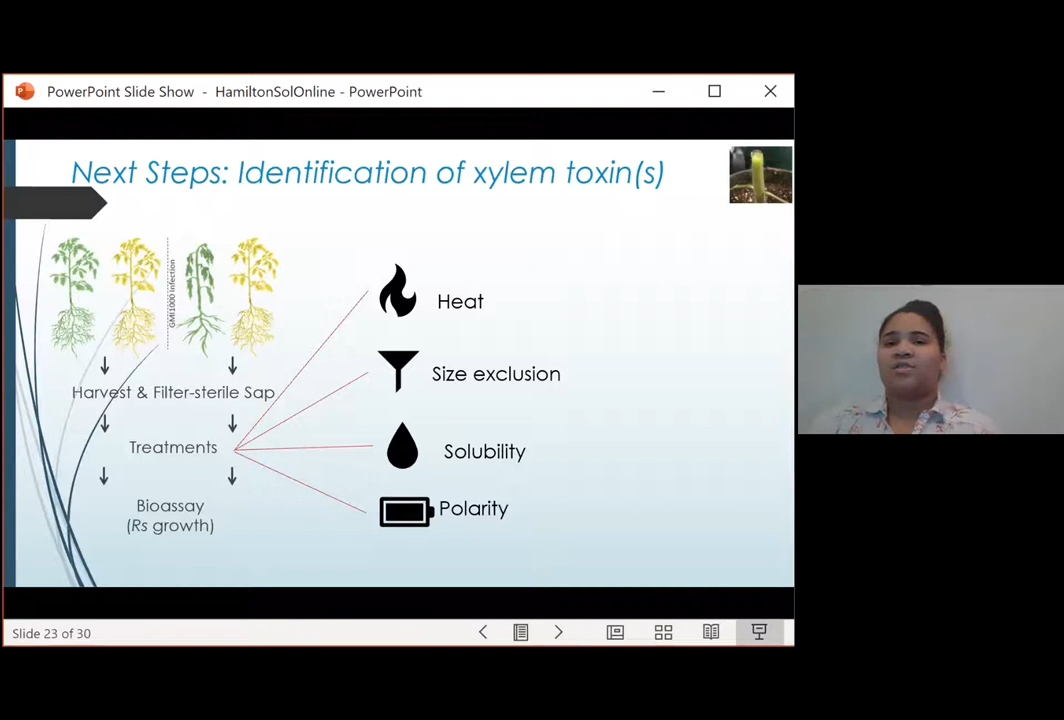 PowerPoint Slide Show - HamiltonSolOnline - PowerPoint
Next Steps: Identification of xylem toxin(s)
GMI1000 infection
Heat
Size exclusion
Harvest & Filter-sterile Sap
Treatments
Solubility
Polarity
Bioassay
(Rs growth)
Slide 23 of 30